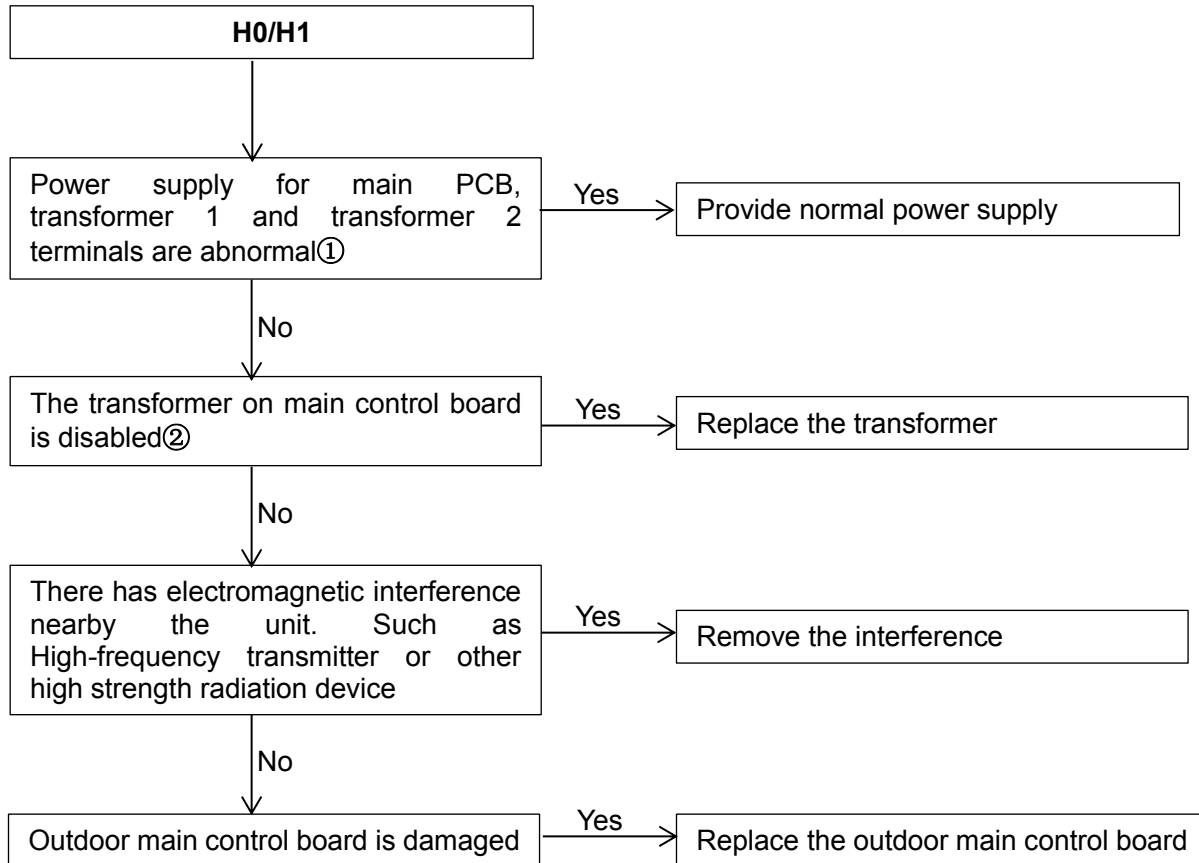 H0/H1
Power supply for main PCB,
transformer 1 and transformer 2
terminals are abnormal①
Yes
Provide normal power supply
No
The transformer on main control board
is disabled②
Yes
Replace the transformer
No
There has electromagnetic interference
nearby the unit. Such as
High-frequency transmitter or other
high strength radiation device
Yes
Remove the interference
No
Outdoor main control board is damaged
Yes
Replace the outdoor main control board